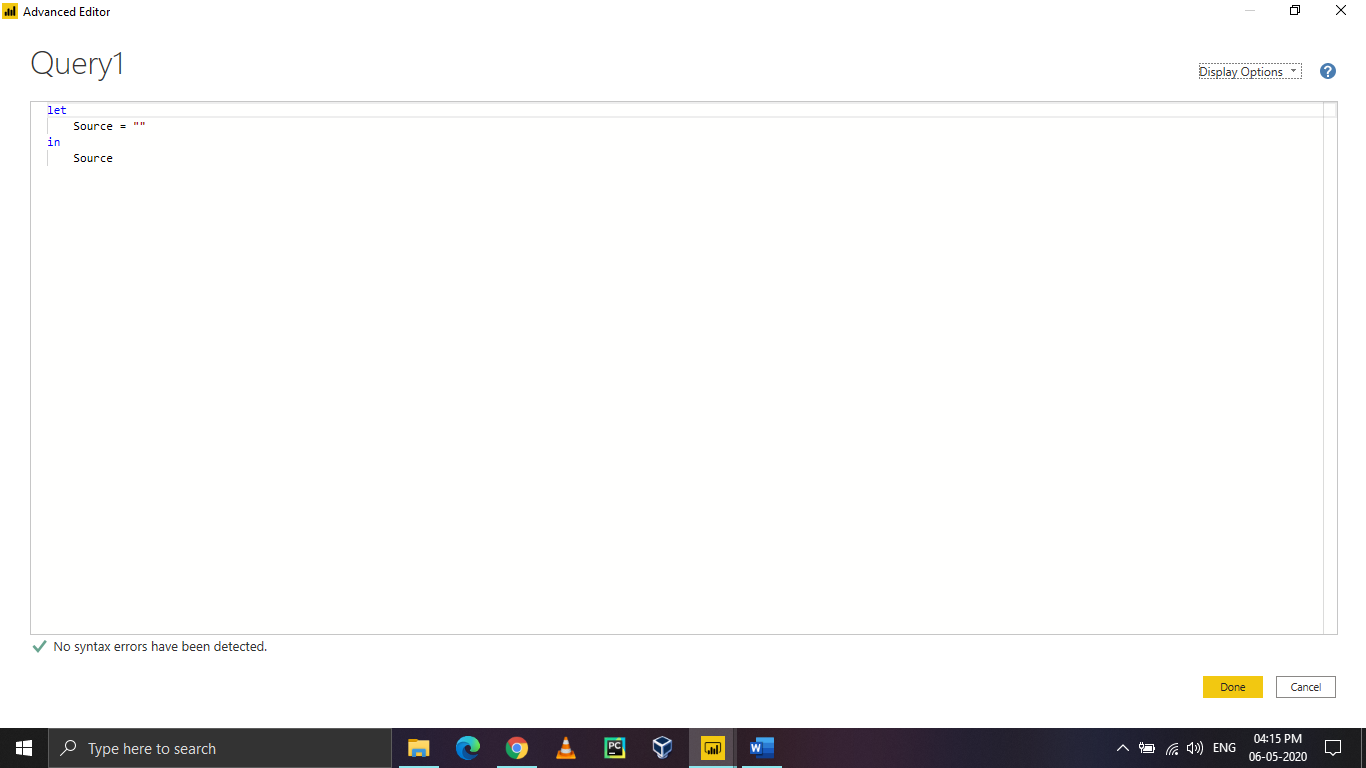 Advanced Editor
Query1
Display Options
?
let
Source = ""
in
Source
No syntax errors have been detected.
Done
Cancel
Type here to search
PC
W
ENG
04:15 PM
06-05-2020